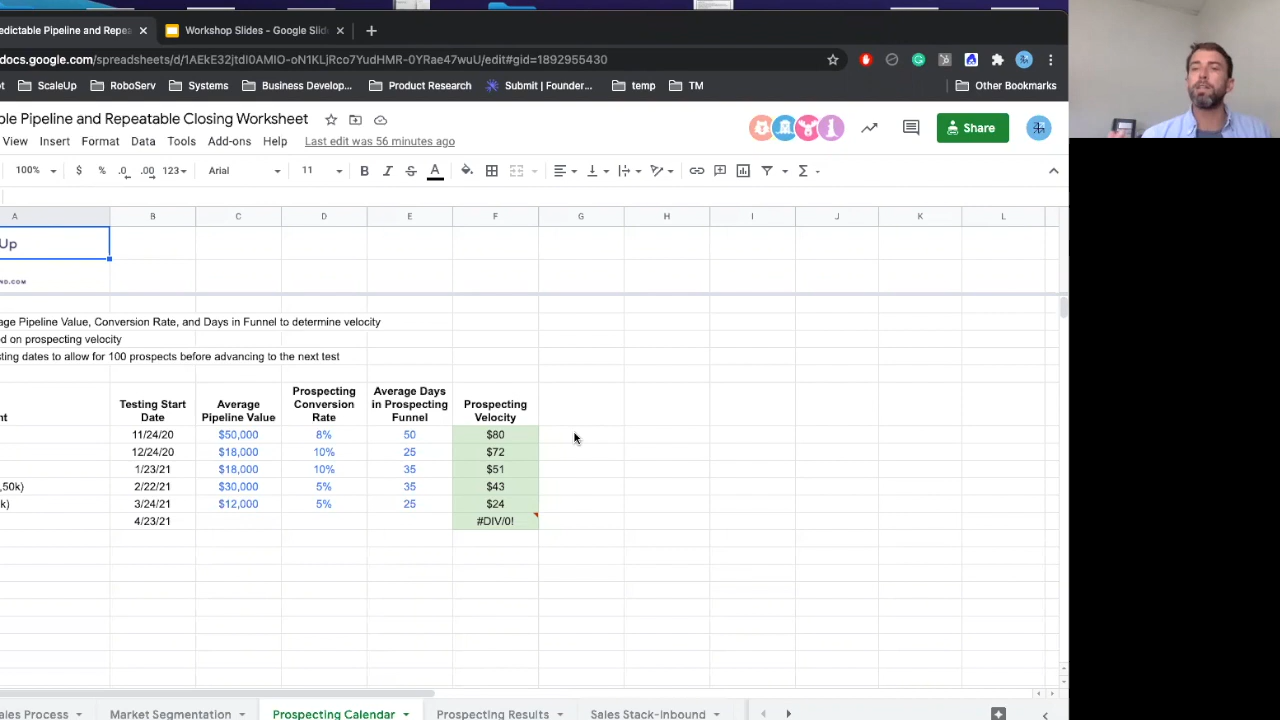 edictable Pipeline and Repea
Workshop Slides - Google Slid
docs.google.com/spreadsheets/d/1AEkE32jtdI0AMIO-oN1KLjRco7YudHMR-0YRae47wuU/edit#gid=1892955430
ScaleUp
RoboServ
Systems
Business Develop...
Product Research
Submit | Founder...
temp
TM
Other Bookmarks
ble Pipeline and Repeatable Closing Worksheet
View Insert Format Data Tools Add-ons Help Last edit was 56 minutes ago
Share
100% $ % .0 .00 123 Arial 11 B I S A
A B C D E F G H I J K L
Up
ND.COM
age Pipeline Value, Conversion Rate, and Days in Funnel to determine velocity
ed on prospecting velocity
sting dates to allow for 100 prospects before advancing to the next test
Prospecting Average Days
Testing Start Average Conversion in Prospecting Prospecting
nt Date Pipeline Value Rate Funnel Velocity
11/24/20 $50,000 8% 50 $80
12/24/20 $18,000 10% 25 $72
1/23/21 $18,000 10% 35 $51
,50k) 2/22/21 $30,000 5% 35 $43
k) 3/24/21 $12,000 5% 25 $24
4/23/21 #DIV/0!
ales Process Market Segmentation Prospecting Calendar Prospecting Results Sales Stack-Inbound